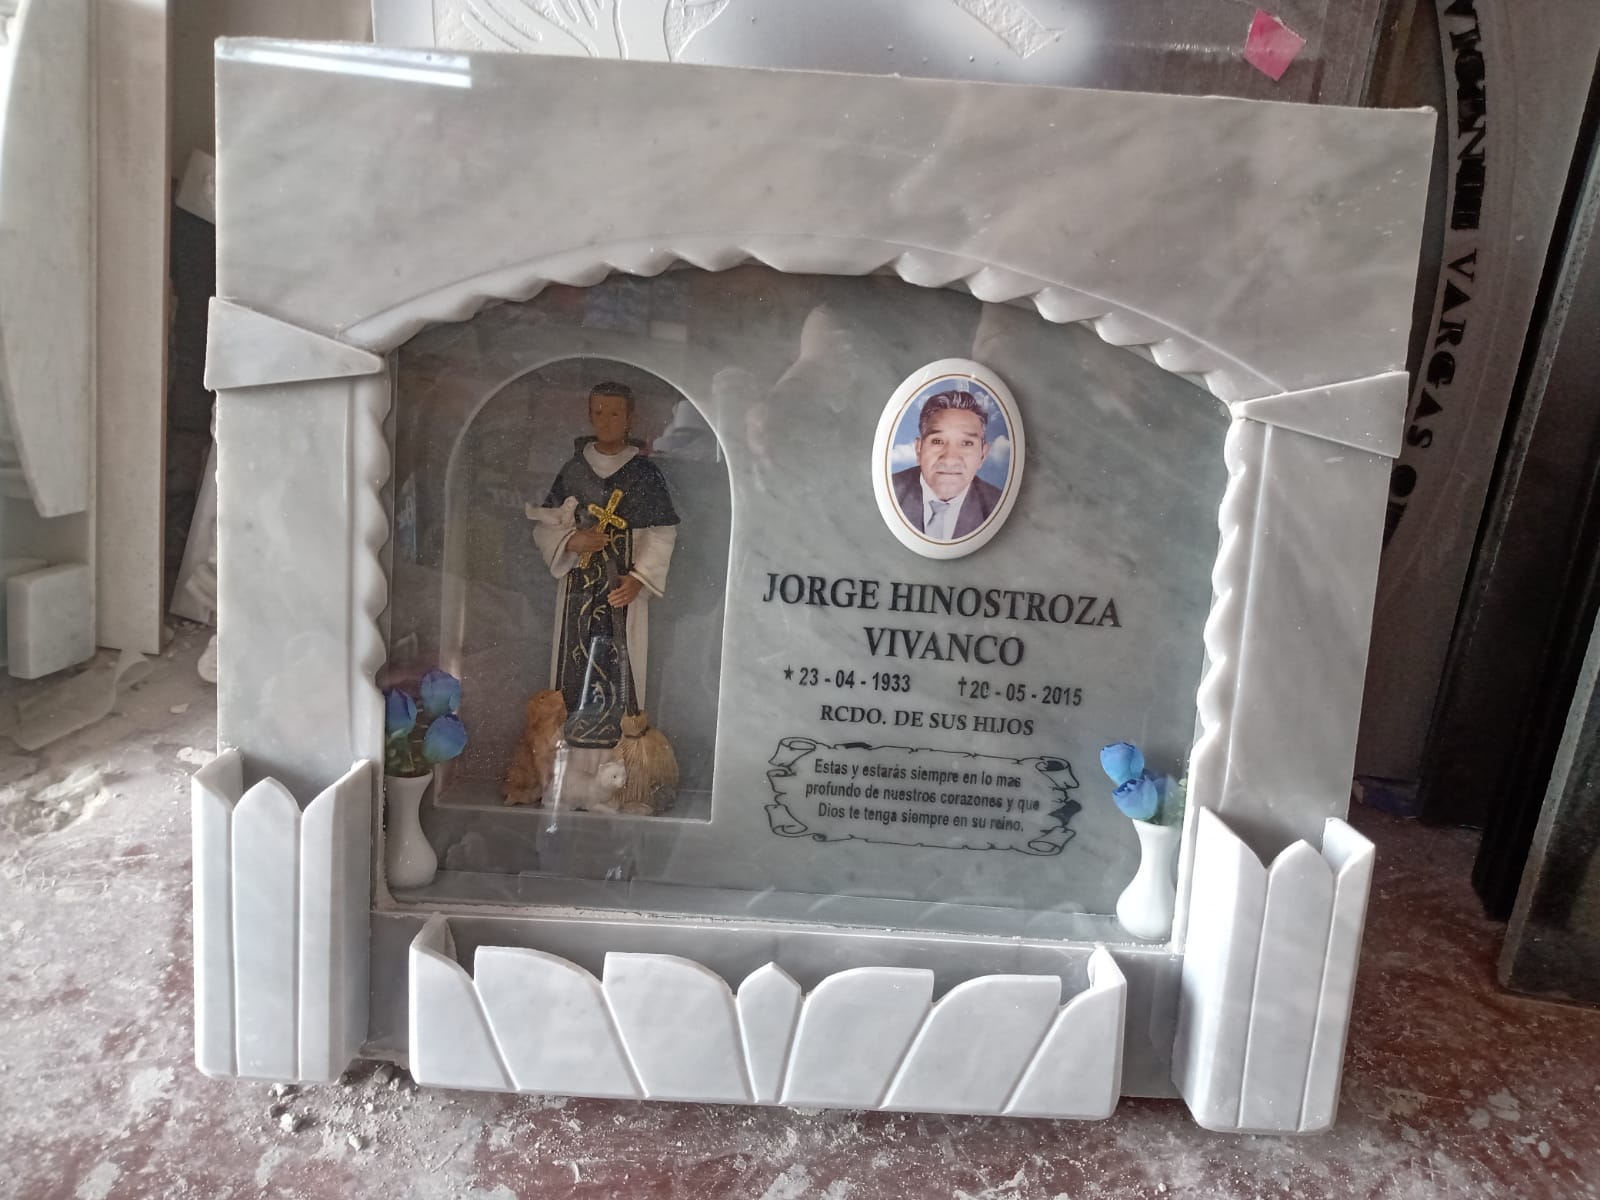 JORGE HINOSTROZA
VIVANCO
★ 23 - 04 - 1933 † 20 - 05 - 2015
RCDO. DE SUS HIJOS
Estas y estarás siempre en lo mas
profundo de nuestros corazones y que
Dios te tenga siempre en su reino.
VARGAS